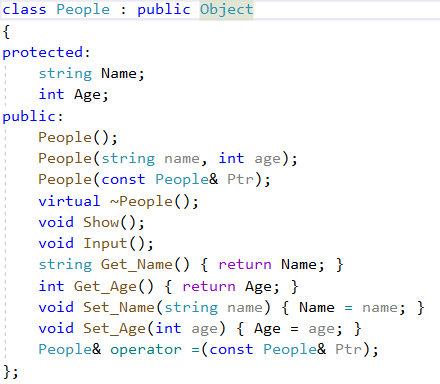 class People : public Object
{
protected:
    string Name;
    int Age;
public:
    People();
    People(string name, int age);
    People(const People& Ptr);
    virtual ~People();
    void Show();
    void Input();
    string Get_Name() { return Name; }
    int Get_Age() { return Age; }
    void Set_Name(string name) { Name = name; }
    void Set_Age(int age) { Age = age; }
    People& operator =(const People& Ptr);
};